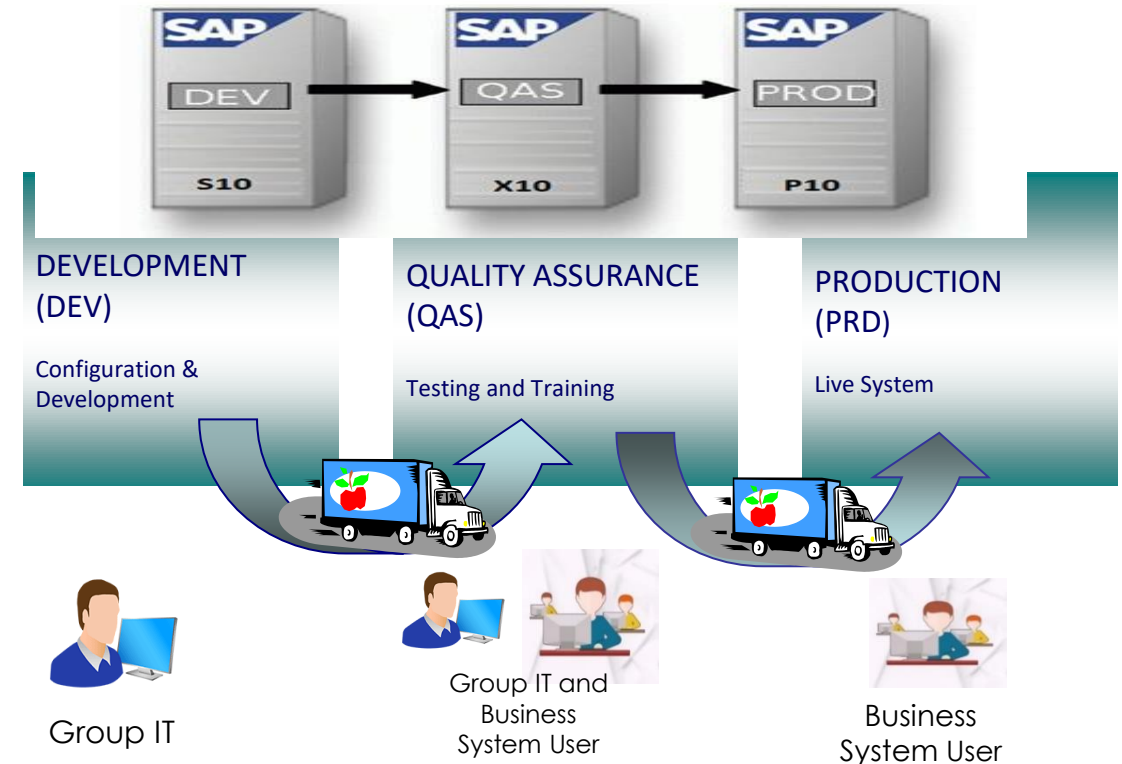 SAP
SAP
SAP
DEV
QAS
PROD
S10
X10
P10
DEVELOPMENT
(DEV)
Configuration &
Development
QUALITY ASSURANCE
(QAS)
Testing and Training
PRODUCTION
(PRD)
Live System
Group IT
Group IT and
Business
System User
Business
System User